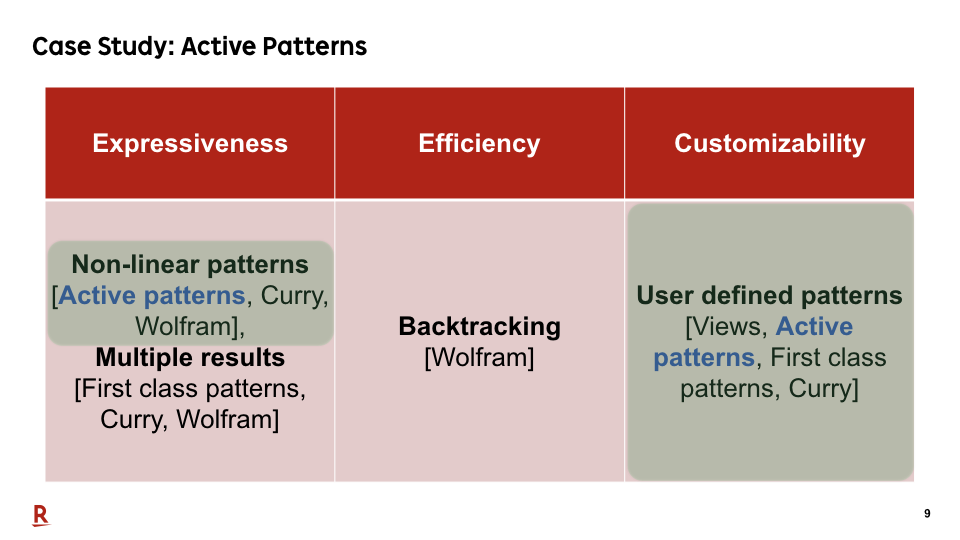 Case Study: Active Patterns
Expressiveness
Efficiency
Customizability
Non-linear patterns
[Active patterns, Curry,
Wolfram],
Multiple results
[First class patterns,
Curry, Wolfram]
Backtracking
[Wolfram]
User defined patterns
[Views, Active
patterns, First class
patterns, Curry]
R
9